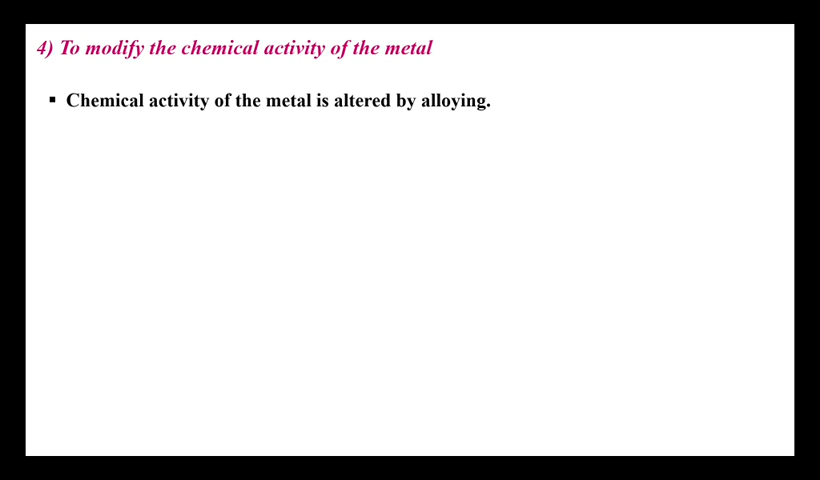 4) To modify the chemical activity of the metal
▪ Chemical activity of the metal is altered by alloying.